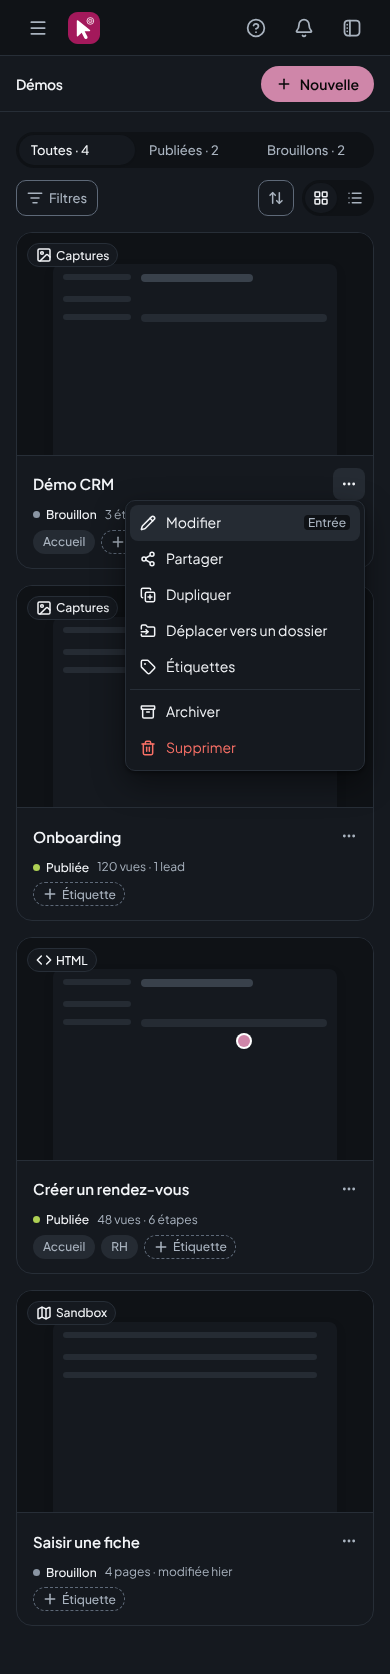 Démos
Nouvelle
Toutes · 4
Publiées · 2
Brouillons · 2
Filtres
Captures
Démo CRM
Brouillon
Accueil
Modifier
Entrée
Partager
Dupliquer
Déplacer vers un dossier
Étiquettes
Archiver
Supprimer
Captures
Onboarding
Publiée 120 vues · 1 lead
Étiquette
HTML
Créer un rendez-vous
Publiée 48 vues · 6 étapes
Accueil RH Étiquette
Sandbox
Saisir une fiche
Brouillon 4 pages · modifiée hier
Étiquette